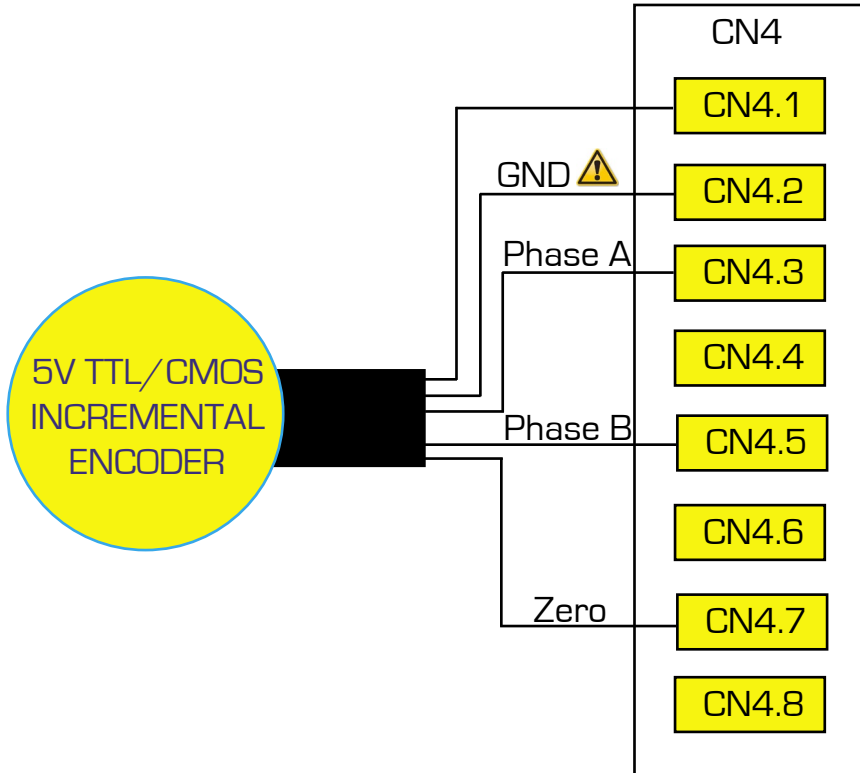 CN4
CN4.1
GND
CN4.2
Phase A
CN4.3
5V TTL/CMOS
INCREMENTAL
ENCODER
CN4.4
Phase B
CN4.5
CN4.6
Zero
CN4.7
CN4.8